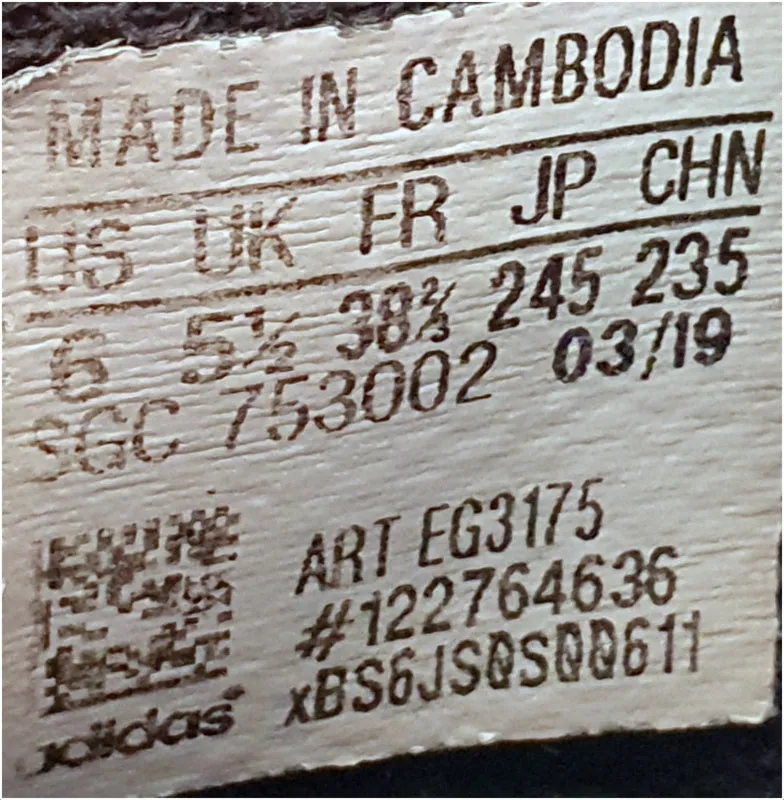 MADE IN CAMBODIA
US UK FR JP CHN
6 5½ 38⅔ 245 235
SGC 753002 03/19
ART EG3175
#122764636
xBS6JS0S00611
adidas